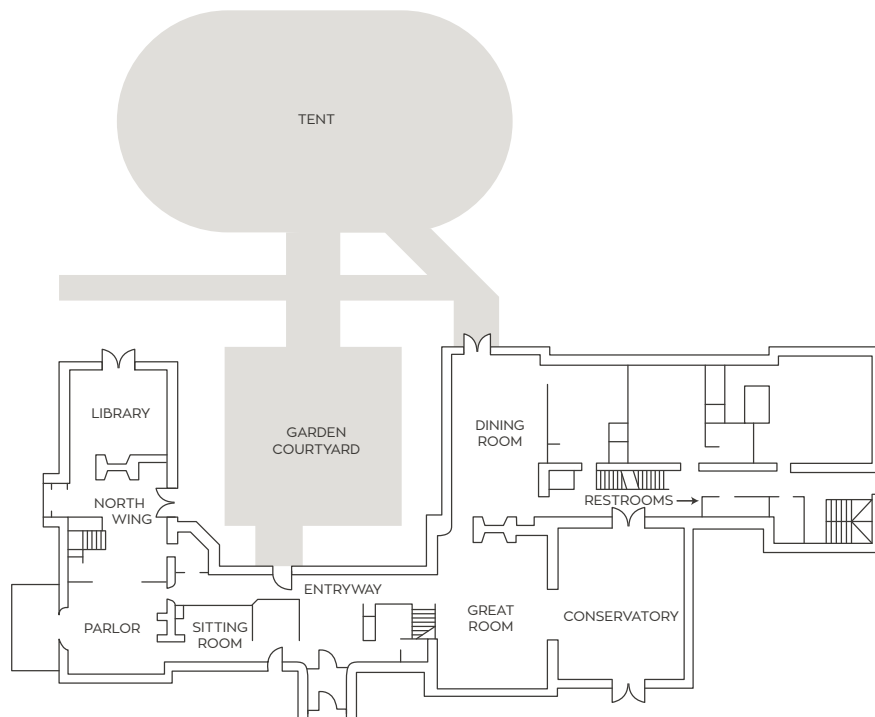 TENT
LIBRARY
GARDEN
COURTYARD
DINING
ROOM
NORTH
WING
RESTROOMS
ENTRYWAY
PARLOR
SITTING
ROOM
GREAT
ROOM
CONSERVATORY